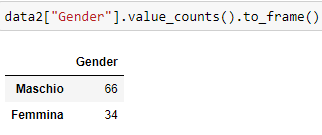 data2["Gender"].value_counts().to_frame()
Gender
Maschio 66
Femmina 34